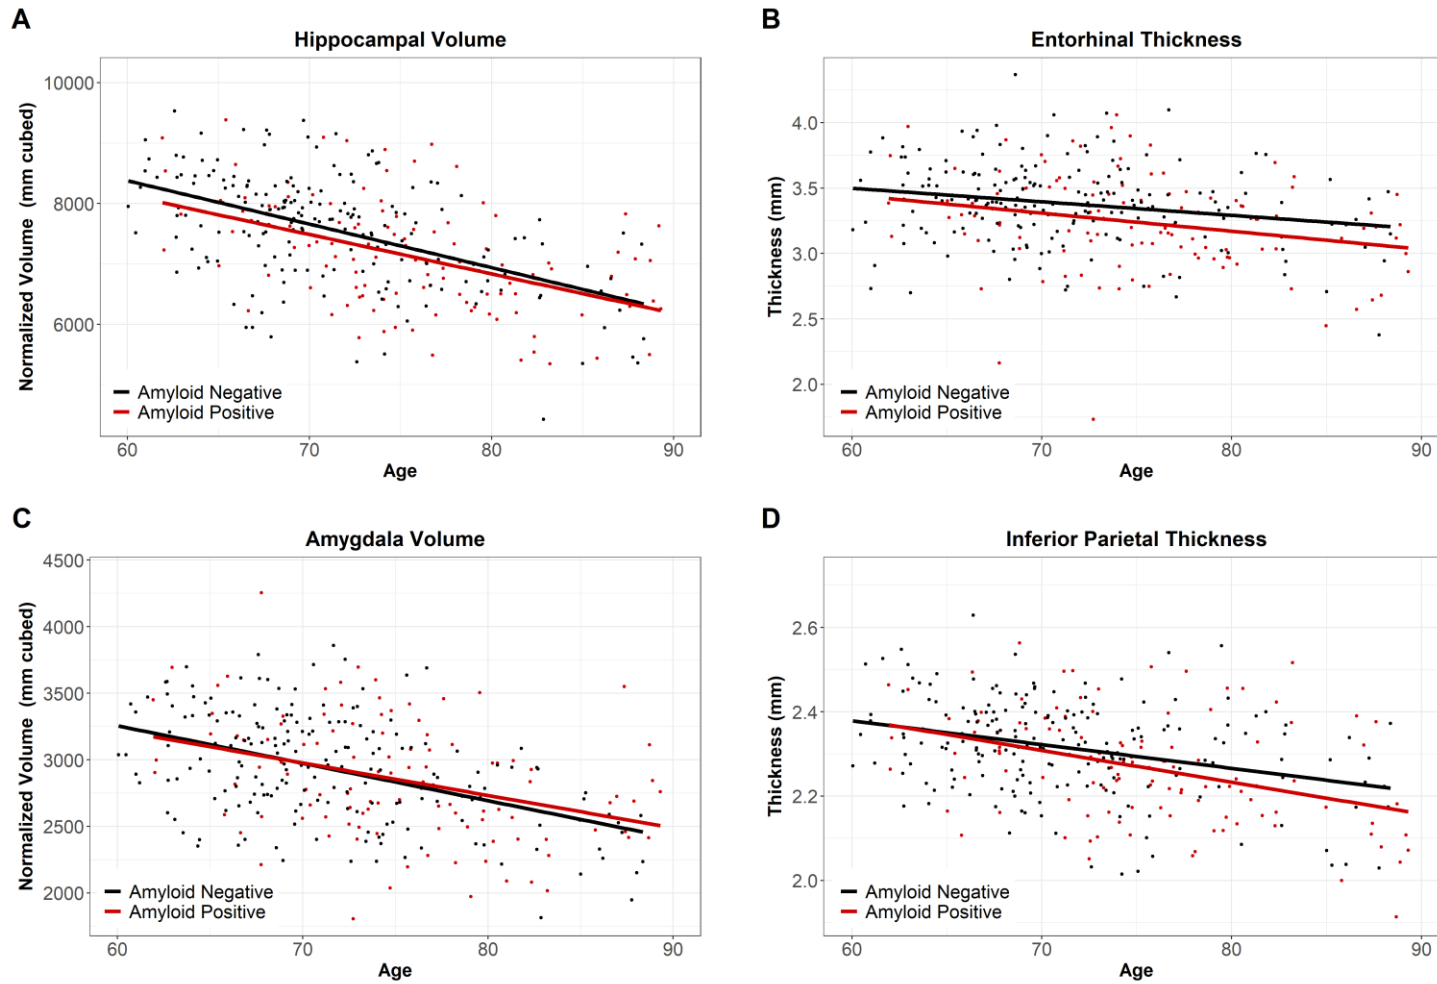 A
Hippocampal Volume
Normalized Volume (mm cubed)
10000
8000
6000
Amyloid Negative
Amyloid Positive
60 70 80 90
Age
B
Entorhinal Thickness
Thickness (mm)
4.0
3.5
3.0
2.5
2.0
Amyloid Negative
Amyloid Positive
60 70 80 90
Age
C
Amygdala Volume
Normalized Volume (mm cubed)
4500
4000
3500
3000
2500
2000
Amyloid Negative
Amyloid Positive
60 70 80 90
Age
D
Inferior Parietal Thickness
Thickness (mm)
2.6
2.4
2.2
2.0
Amyloid Negative
Amyloid Positive
60 70 80 90
Age